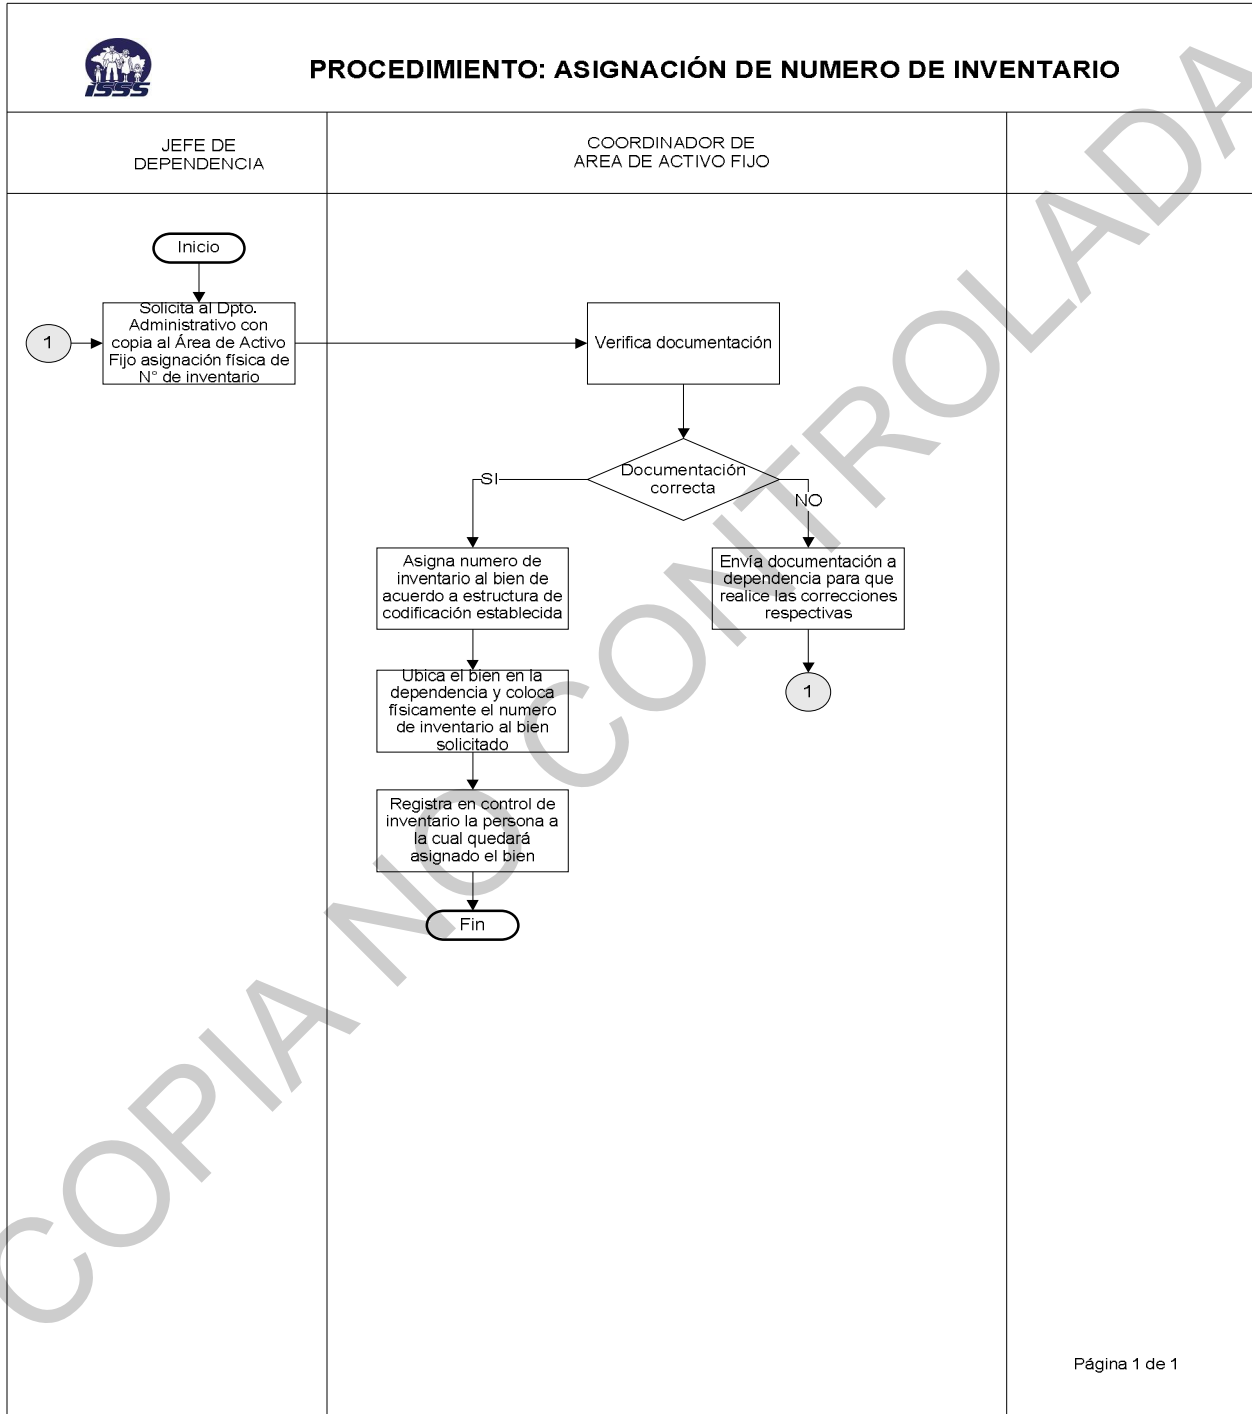 ISSS
PROCEDIMIENTO: ASIGNACIÓN DE NUMERO DE INVENTARIO
JEFE DE
DEPENDENCIA
COORDINADOR DE
AREA DE ACTIVO FIJO
Inicio
1
Solicita al Dpto.
Administrativo con
copia al Área de Activo
Fijo asignación física de
N° de inventario
Verifica documentación
Documentación
correcta
SI
NO
Asigna numero de
inventario al bien de
acuerdo a estructura de
codificación establecida
Envía documentación a
dependencia para que
realice las correcciones
respectivas
Ubica el bien en la
dependencia y coloca
físicamente el numero
de inventario al bien
solicitado
1
Registra en control de
inventario la persona a
la cual quedará
asignado el bien
Fin
COPIA NO CONTROLADA
Página 1 de 1